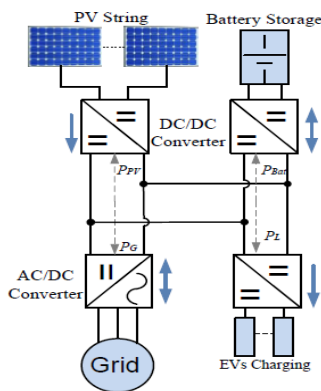 PV String
Battery Storage
DC/DC
Converter
PPV
PBat
PG
PL
AC/DC
Converter
Grid
EVs Charging